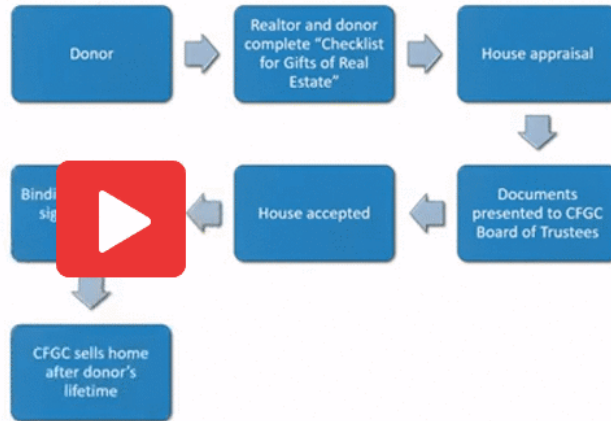 Donor
Realtor and donor
complete "Checklist
for Gifts of Real
Estate"
House appraisal
Documents
presented to CFGC
Board of Trustees
House accepted
CFGC sells home
after donor's
lifetime